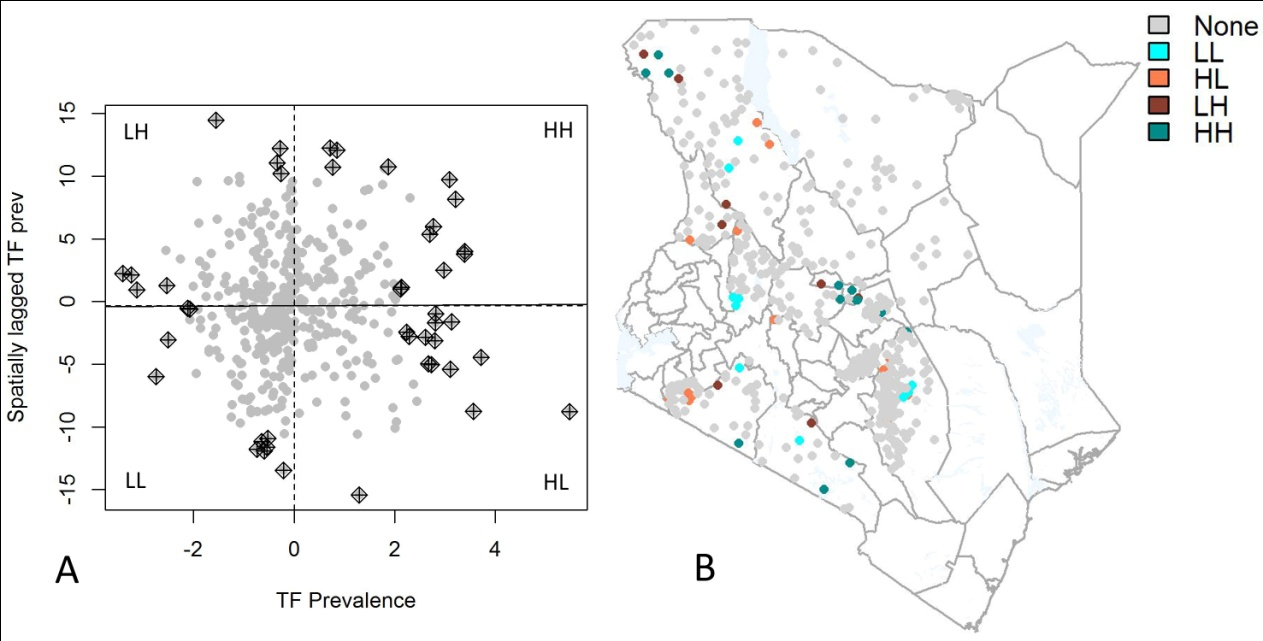 LH
HH
LL
HL
15
10
5
0
-5
-10
-15
Spatially lagged TF prev
-2
0
2
4
TF Prevalence
A
B
None
LL
HL
LH
HH